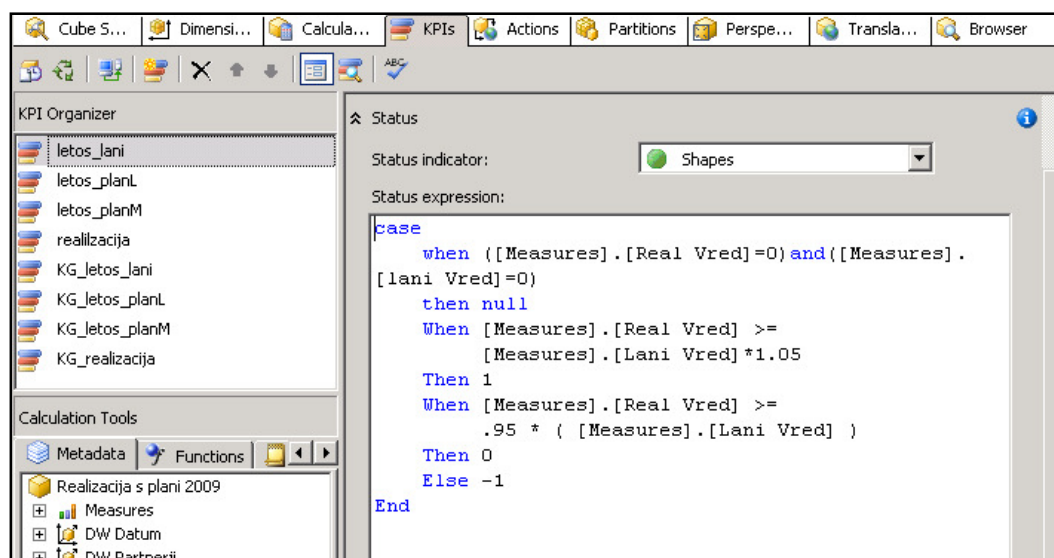 Cube S... Dimensi... Calcula... KPIs Actions Partitions Perspe... Transla... Browser
ABC
KPI Organizer
letos_lani
letos_planL
letos_planM
realilzacija
KG_letos_lani
KG_letos_planL
KG_letos_planM
KG_realizacija
Calculation Tools
Metadata Functions
Realizacija s plani 2009
Measures
DW Datum
DW Partnerji
Status
Status indicator: Shapes
Status expression:
case
when ([Measures].[Real Vred]=0)and([Measures].
[lani Vred]=0)
then null
When [Measures].[Real Vred] >=
[Measures].[Lani Vred]*1.05
Then 1
When [Measures].[Real Vred] >=
.95 * ( [Measures].[Lani Vred] )
Then 0
Else -1
End